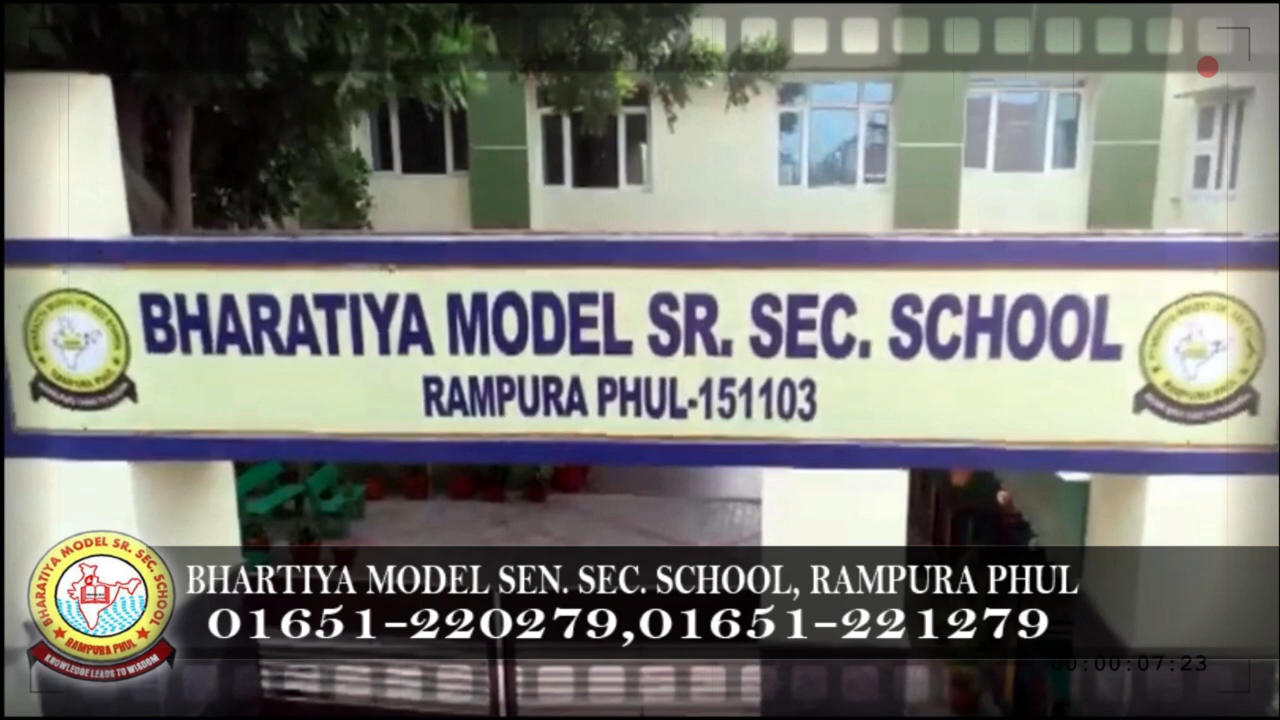 BHARATIYA MODEL SR. SEC. SCHOOL
RAMPURA PHUL-151103
BHARATIYA MODEL SR. SEC. SCHOOL
RAMPURA PHUL
KNOWLEDGE LEADS TO WISDOM
BHARTIYA MODEL SEN. SEC. SCHOOL, RAMPURA PHUL
01651-220279,01651-221279
00:00:07:23